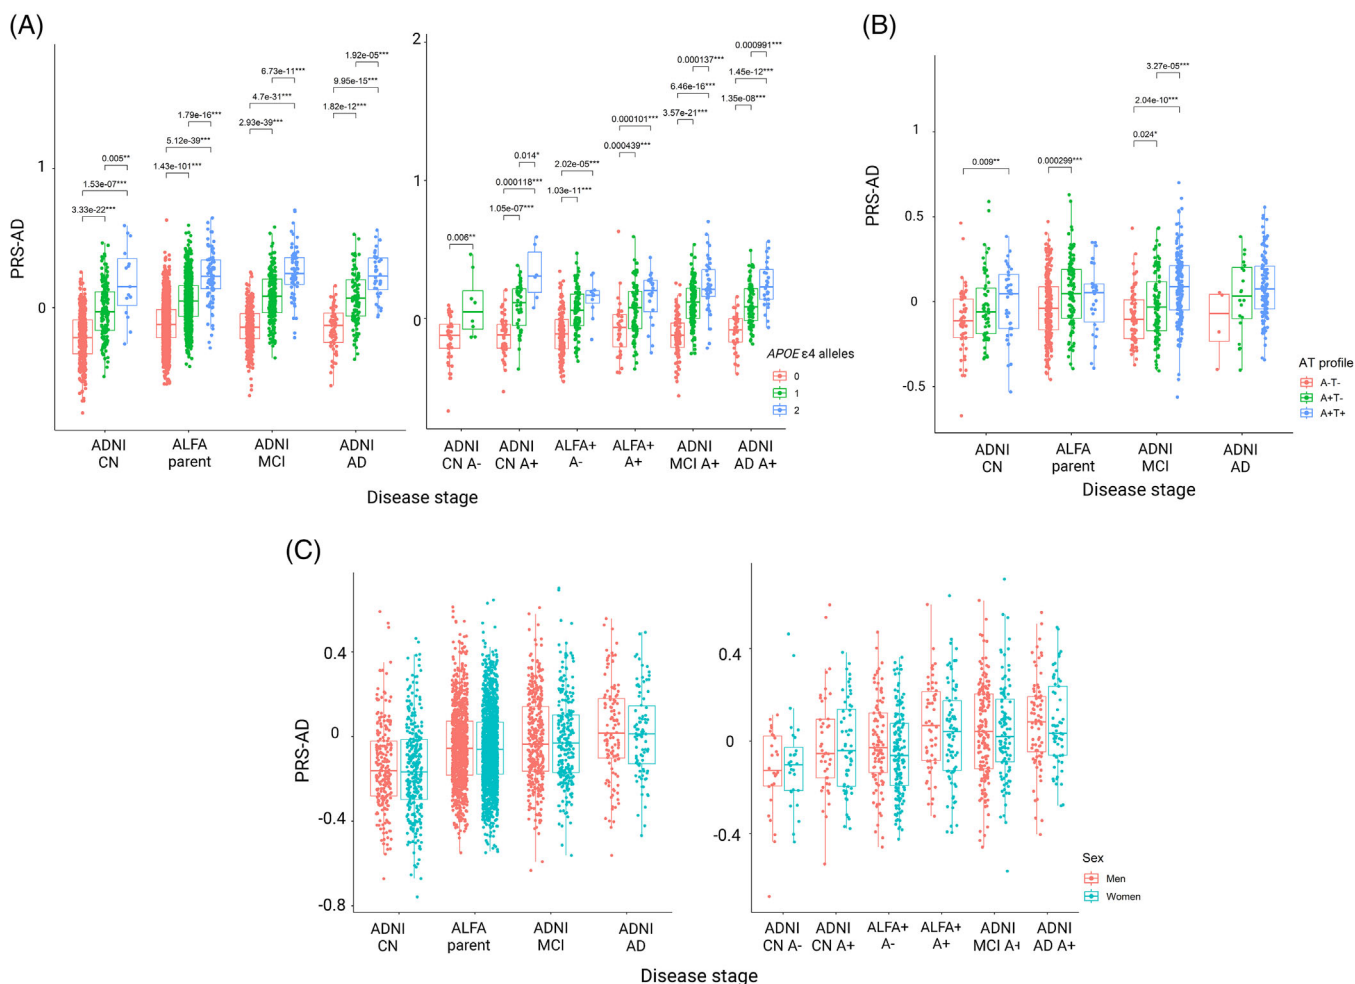 (A)
2
1
0
PRS-AD
3.33e-22***
1.53e-07***
0.005**
1.43e-101***
5.12e-39***
1.79e-16***
2.93e-39***
4.7e-31***
6.73e-11***
1.82e-12***
9.95e-15***
1.92e-05***
1
0
0.006**
1.05e-07***
0.000118***
0.014*
1.03e-11***
2.02e-05***
0.000439***
0.000101***
3.57e-21***
6.46e-16***
0.000137***
1.35e-08***
1.45e-12***
0.000991***
APOE ε4 alleles
0
1
2
ADNI CN
ALFA parent
ADNI MCI
ADNI AD
ADNI CN A-
ADNI CN A+
ALFA+ A-
ALFA+ A+
ADNI MCI A+
ADNI AD A+
Disease stage
(B)
PRS-AD
1
0.5
0
-0.5
0.009**
0.000299***
0.024*
2.04e-10***
3.27e-05***
AT profile
A-T-
A+T-
A+T+
ADNI CN
ALFA parent
ADNI MCI
ADNI AD
Disease stage
(C)
PRS-AD
0.4
0
-0.4
-0.8
0.4
0
-0.4
Sex
Men
Women
ADNI CN
ALFA parent
ADNI MCI
ADNI AD
ADNI CN A-
ADNI CN A+
ALFA+ A-
ALFA+ A+
ADNI MCI A+
ADNI AD A+
Disease stage